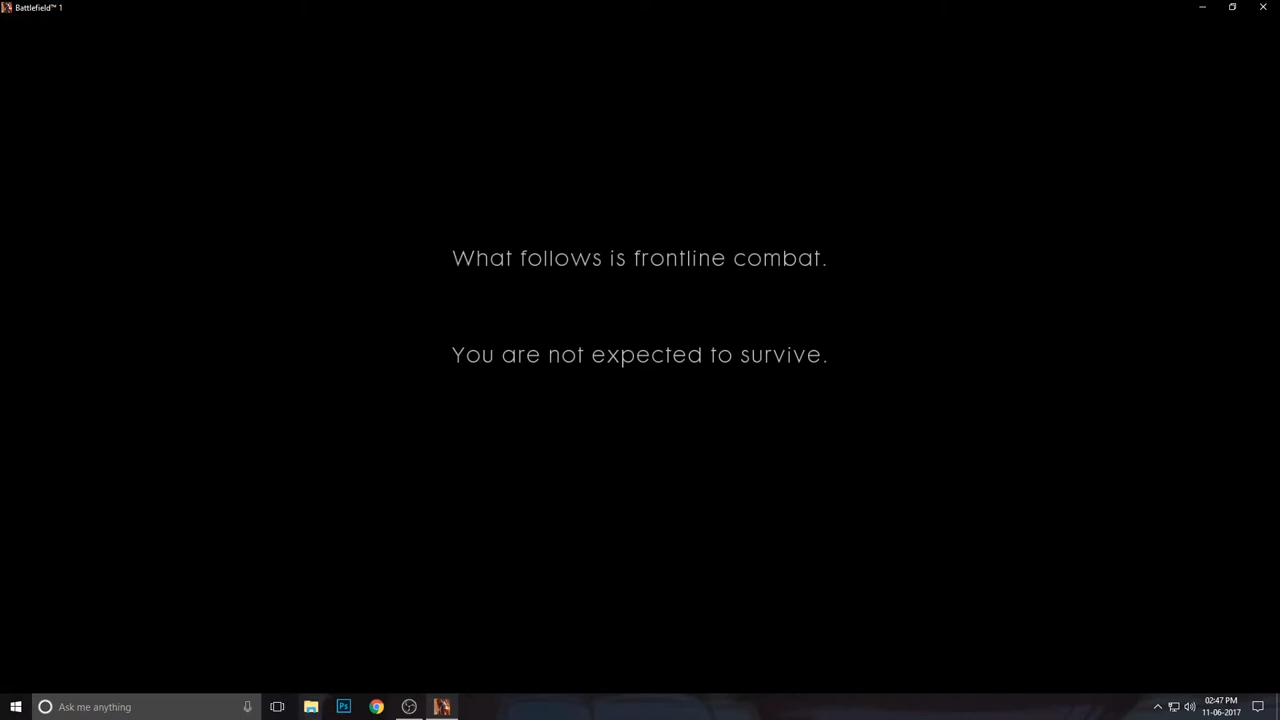 Battlefield™ 1
What follows is frontline combat.
You are not expected to survive.
Ask me anything
Ps
02:47 PM
11-06-2017